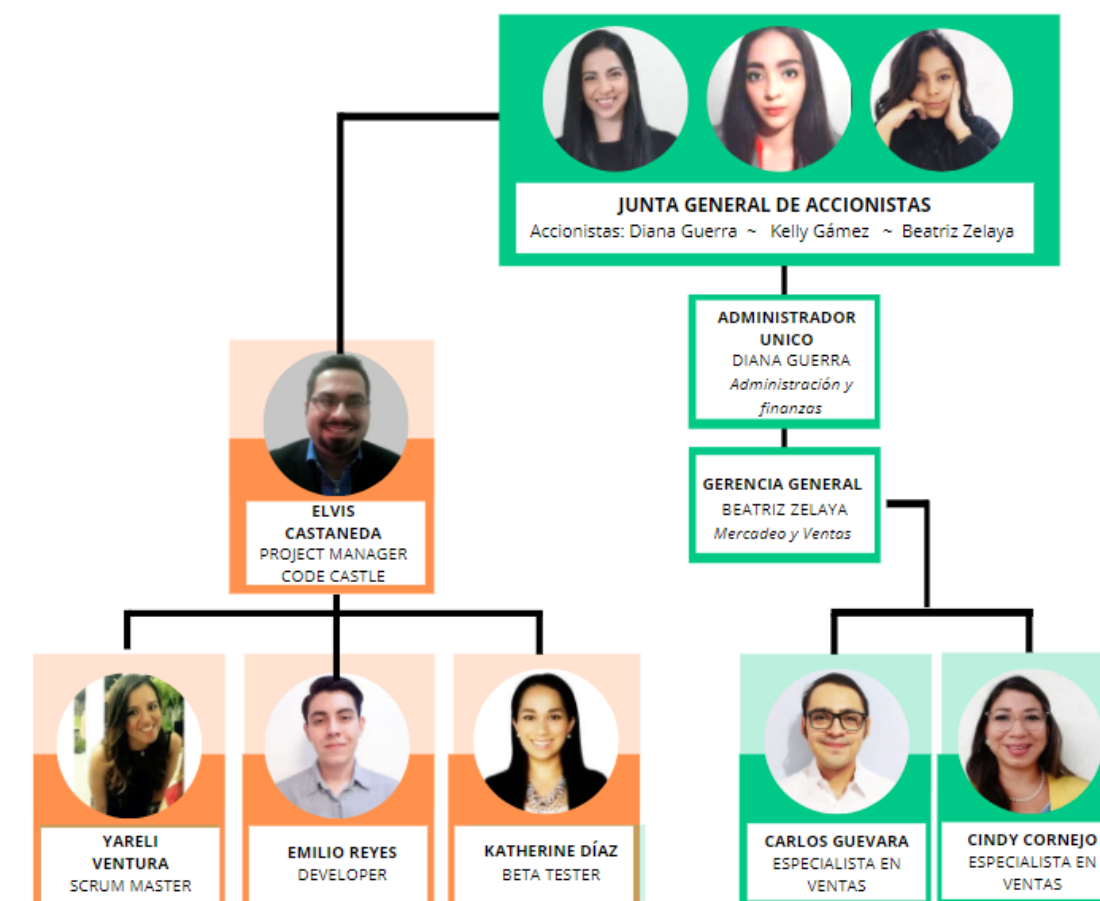 JUNTA GENERAL DE ACCIONISTAS
Accionistas: Diana Guerra ~ Kelly Gámez ~ Beatriz Zelaya
ADMINISTRADOR
UNICO
DIANA GUERRA
Administración y
finanzas
GERENCIA GENERAL
BEATRIZ ZELAYA
Mercadeo y Ventas
ELVIS
CASTANEDA
PROJECT MANAGER
CODE CASTLE
YARELI
VENTURA
SCRUM MASTER
EMILIO REYES
DEVELOPER
KATHERINE DÍAZ
BETA TESTER
CARLOS GUEVARA
ESPECIALISTA EN
VENTAS
CINDY CORNEJO
ESPECIALISTA EN
VENTAS